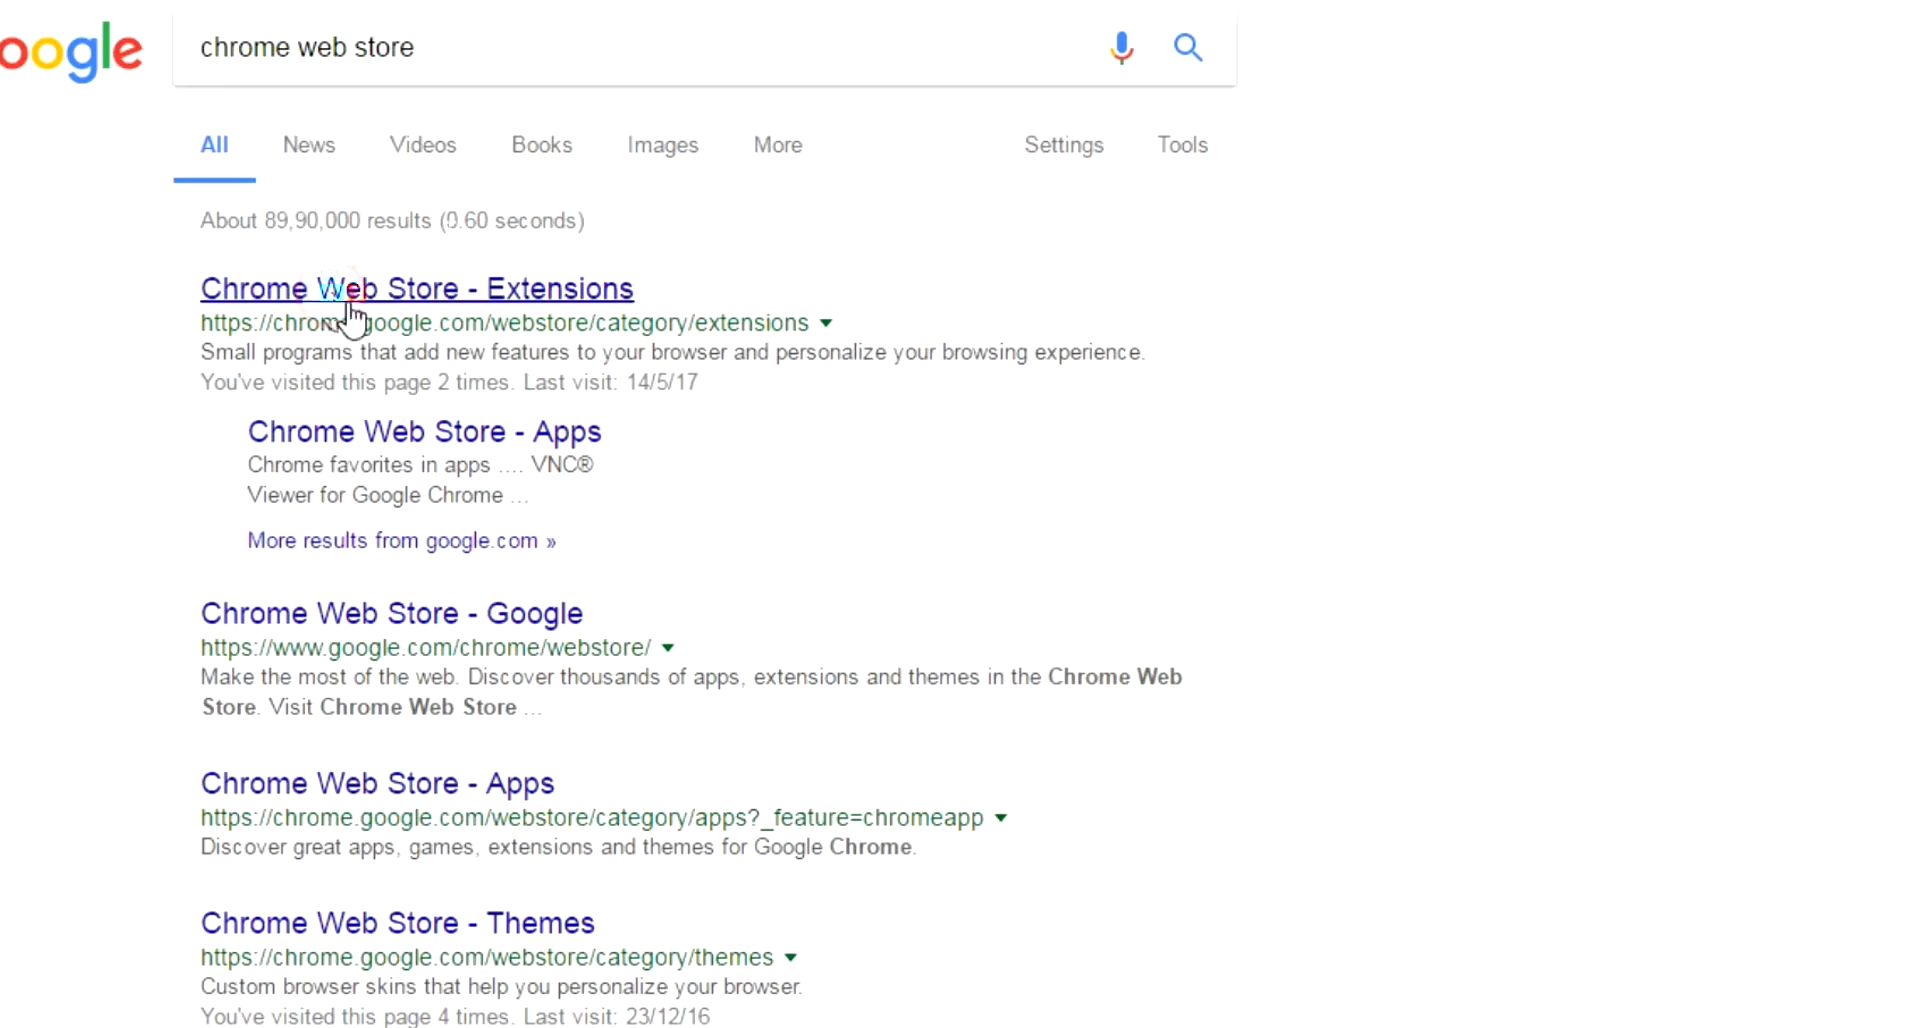 oogle
chrome web store
All News Videos Books Images More Settings Tools
About 89,90,000 results (0.60 seconds)
Chrome Web Store - Extensions
https://chrome.google.com/webstore/category/extensions
Small programs that add new features to your browser and personalize your browsing experience.
You've visited this page 2 times. Last visit: 14/5/17
Chrome Web Store - Apps
Chrome favorites in apps .... VNC®
Viewer for Google Chrome ...
More results from google.com »
Chrome Web Store - Google
https://www.google.com/chrome/webstore/
Make the most of the web. Discover thousands of apps, extensions and themes in the Chrome Web
Store. Visit Chrome Web Store ...
Chrome Web Store - Apps
https://chrome.google.com/webstore/category/apps?_feature=chromeapp
Discover great apps, games, extensions and themes for Google Chrome.
Chrome Web Store - Themes
https://chrome.google.com/webstore/category/themes
Custom browser skins that help you personalize your browser.
You've visited this page 4 times. Last visit: 23/12/16